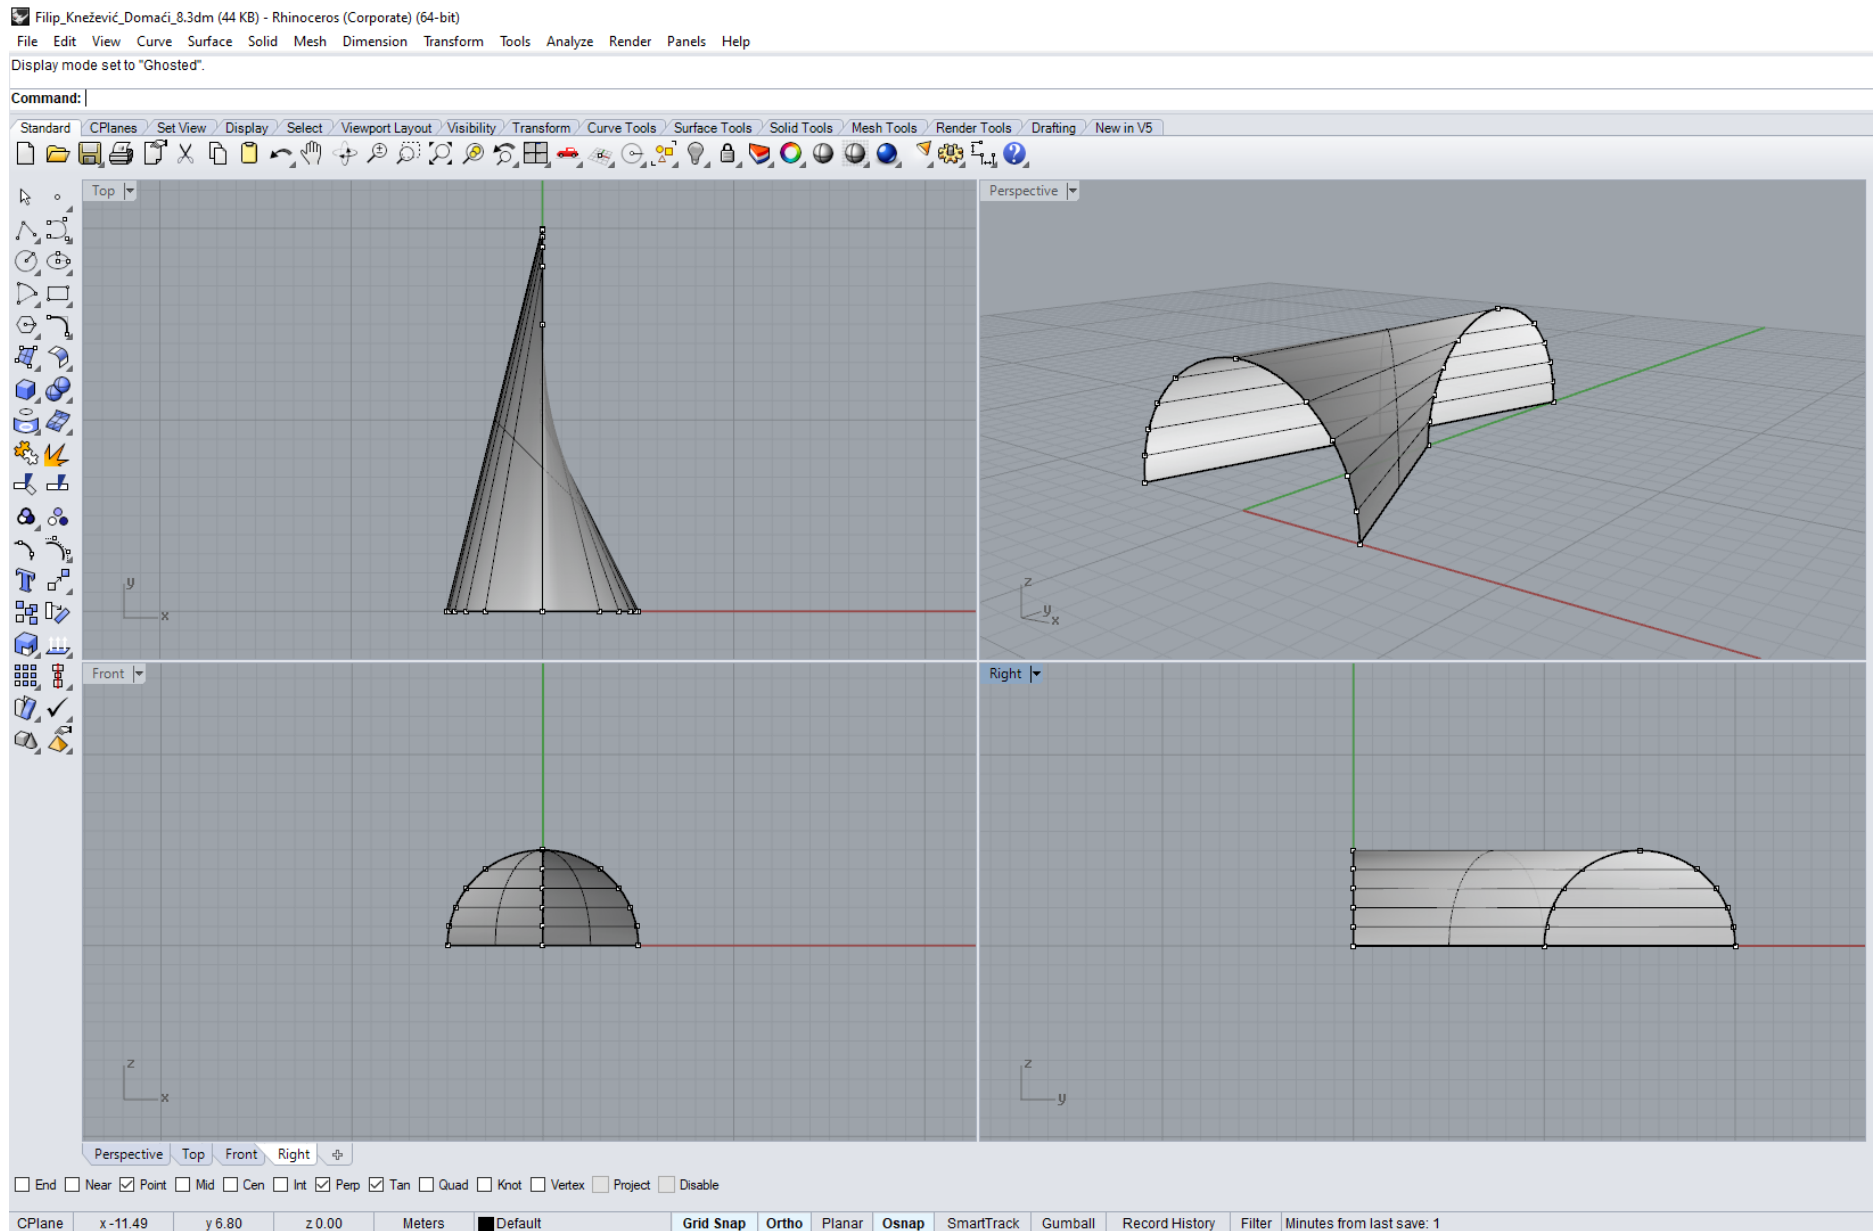 Filip_Knežević_Domaći_8.3dm (44 KB) - Rhinoceros (Corporate) (64-bit)
File Edit View Curve Surface Solid Mesh Dimension Transform Tools Analyze Render Panels Help
Display mode set to "Ghosted".
Command:
Standard CPlanes Set View Display Select Viewport Layout Visibility Transform Curve Tools Surface Tools Solid Tools Mesh Tools Render Tools Drafting New in V5
Top
Perspective
y
x
z
y
x
Front
Right
z
x
z
y
Perspective Top Front Right
End Near Point Mid Cen Int Perp Tan Quad Knot Vertex Project Disable
CPlane x -11.49 y 6.80 z 0.00 Meters Default Grid Snap Ortho Planar Osnap SmartTrack Gumball Record History Filter Minutes from last save: 1